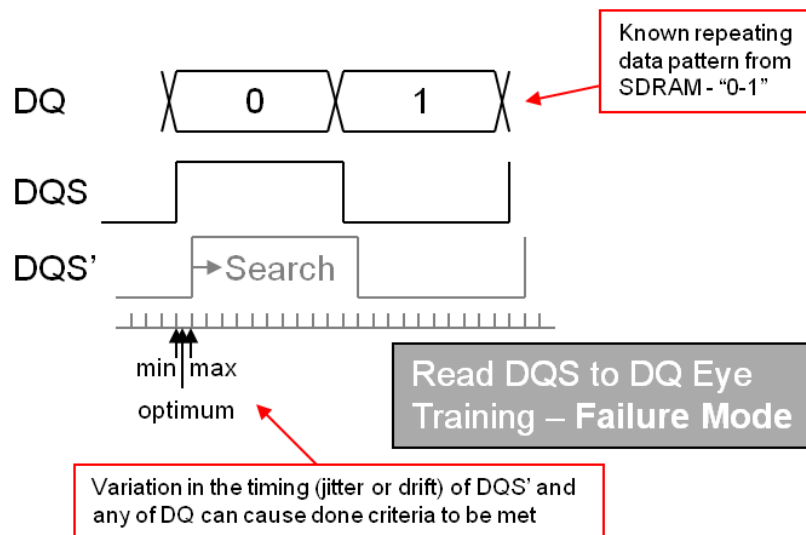 Known repeating
data pattern from
SDRAM - “0-1”
DQ
0
1
DQS
DQS’
Search
min
max
optimum
Read DQS to DQ Eye
Training – Failure Mode
Variation in the timing (jitter or drift) of DQS’ and
any of DQ can cause done criteria to be met